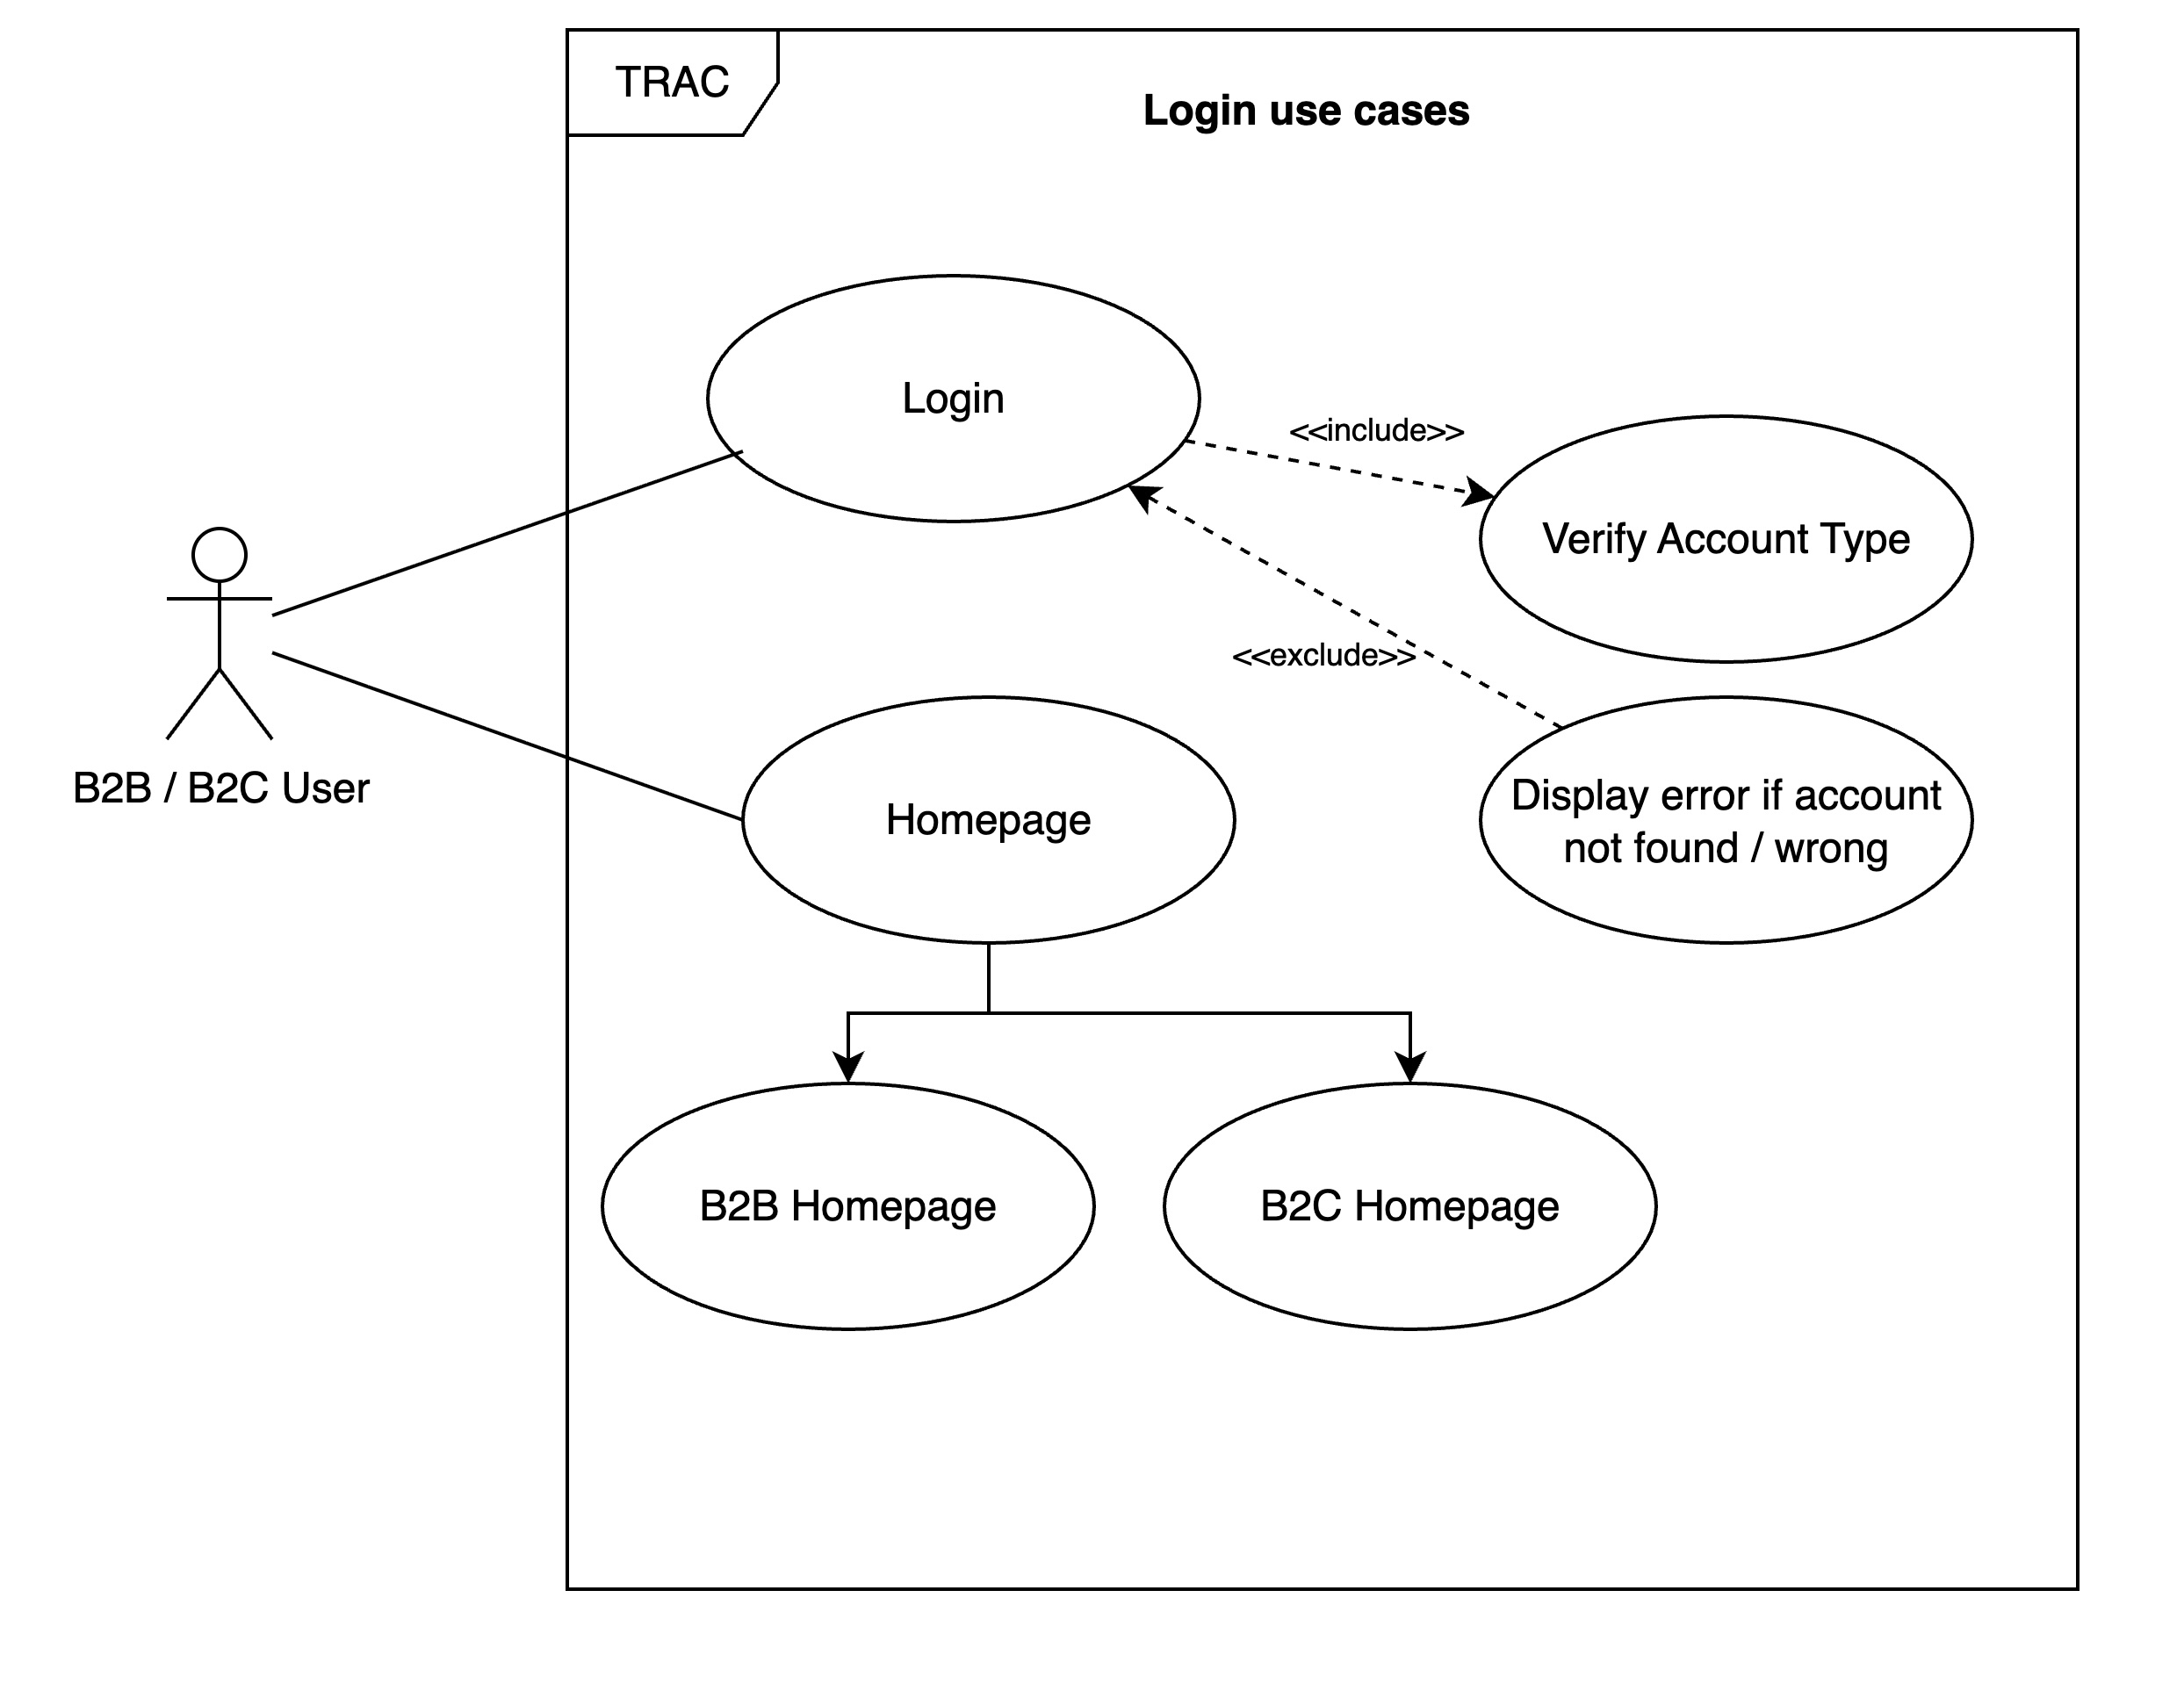 TRAC
Login use cases
Login
<<include>>
Verify Account Type
<<exclude>>
B2B / B2C User
Homepage
Display error if account
not found / wrong
B2B Homepage
B2C Homepage